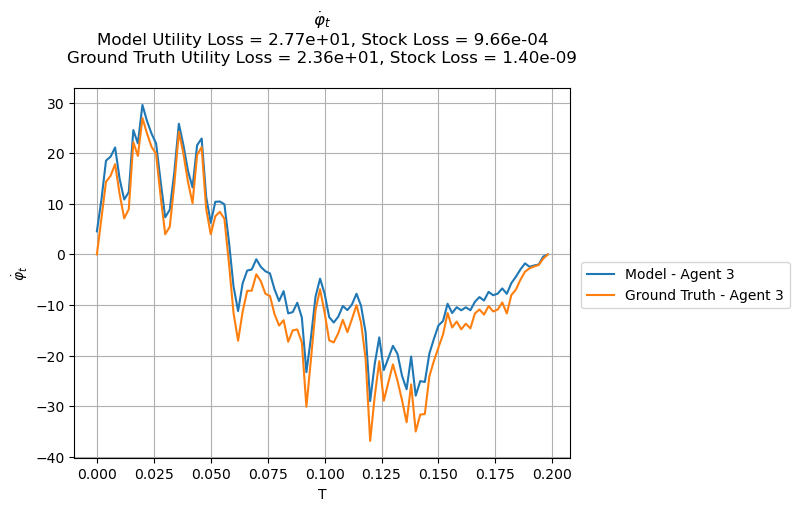 φ̇ₜ
Model Utility Loss = 2.77e+01, Stock Loss = 9.66e-04
Ground Truth Utility Loss = 2.36e+01, Stock Loss = 1.40e-09
30
20
10
0
−10
−20
−30
−40
φ̇ₜ
0.000
0.025
0.050
0.075
0.100
0.125
0.150
0.175
0.200
T
Model - Agent 3
Ground Truth - Agent 3